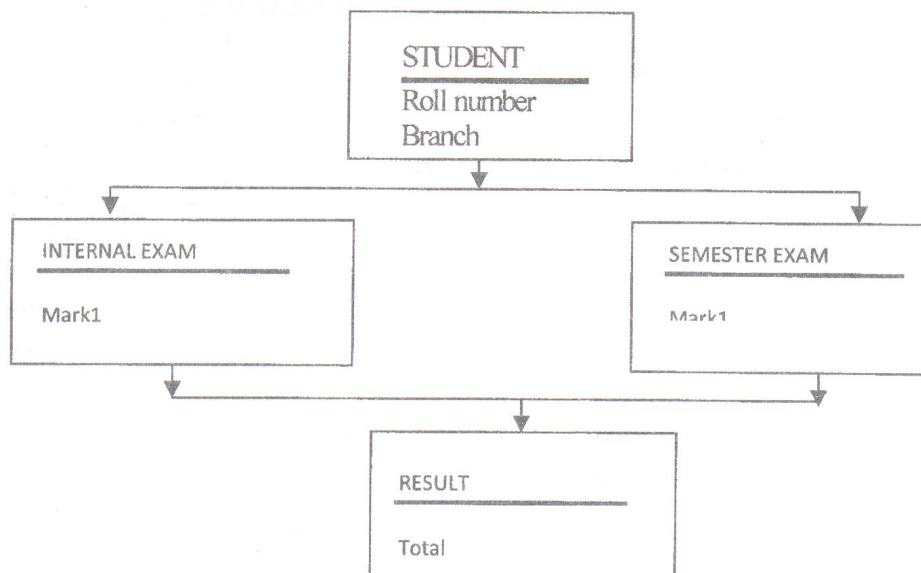 STUDENT
Roll number
Branch
INTERNAL EXAM
Mark1
SEMESTER EXAM
Mark1
RESULT
Total